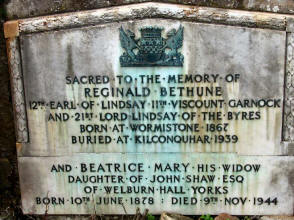 SACRED · TO · THE · MEMORY · OF
REGINALD BETHUNE
12TH · EARL · OF · LINDSAY · 11TH · VISCOUNT · GARNOCK
AND · 21ST · LORD · LINDSAY · OF · THE · BYRES
BORN · AT · WORMISTONE · 1867
BURIED · AT · KILCONQUHAR · 1939
AND · BEATRICE · MARY · HIS · WIDOW
DAUGHTER · OF · JOHN · SHAW · ESQ
OF · WELBURN · HALL · YORKS
BORN · 10TH · JUNE · 1878 : DIED · 9TH · NOV · 1944